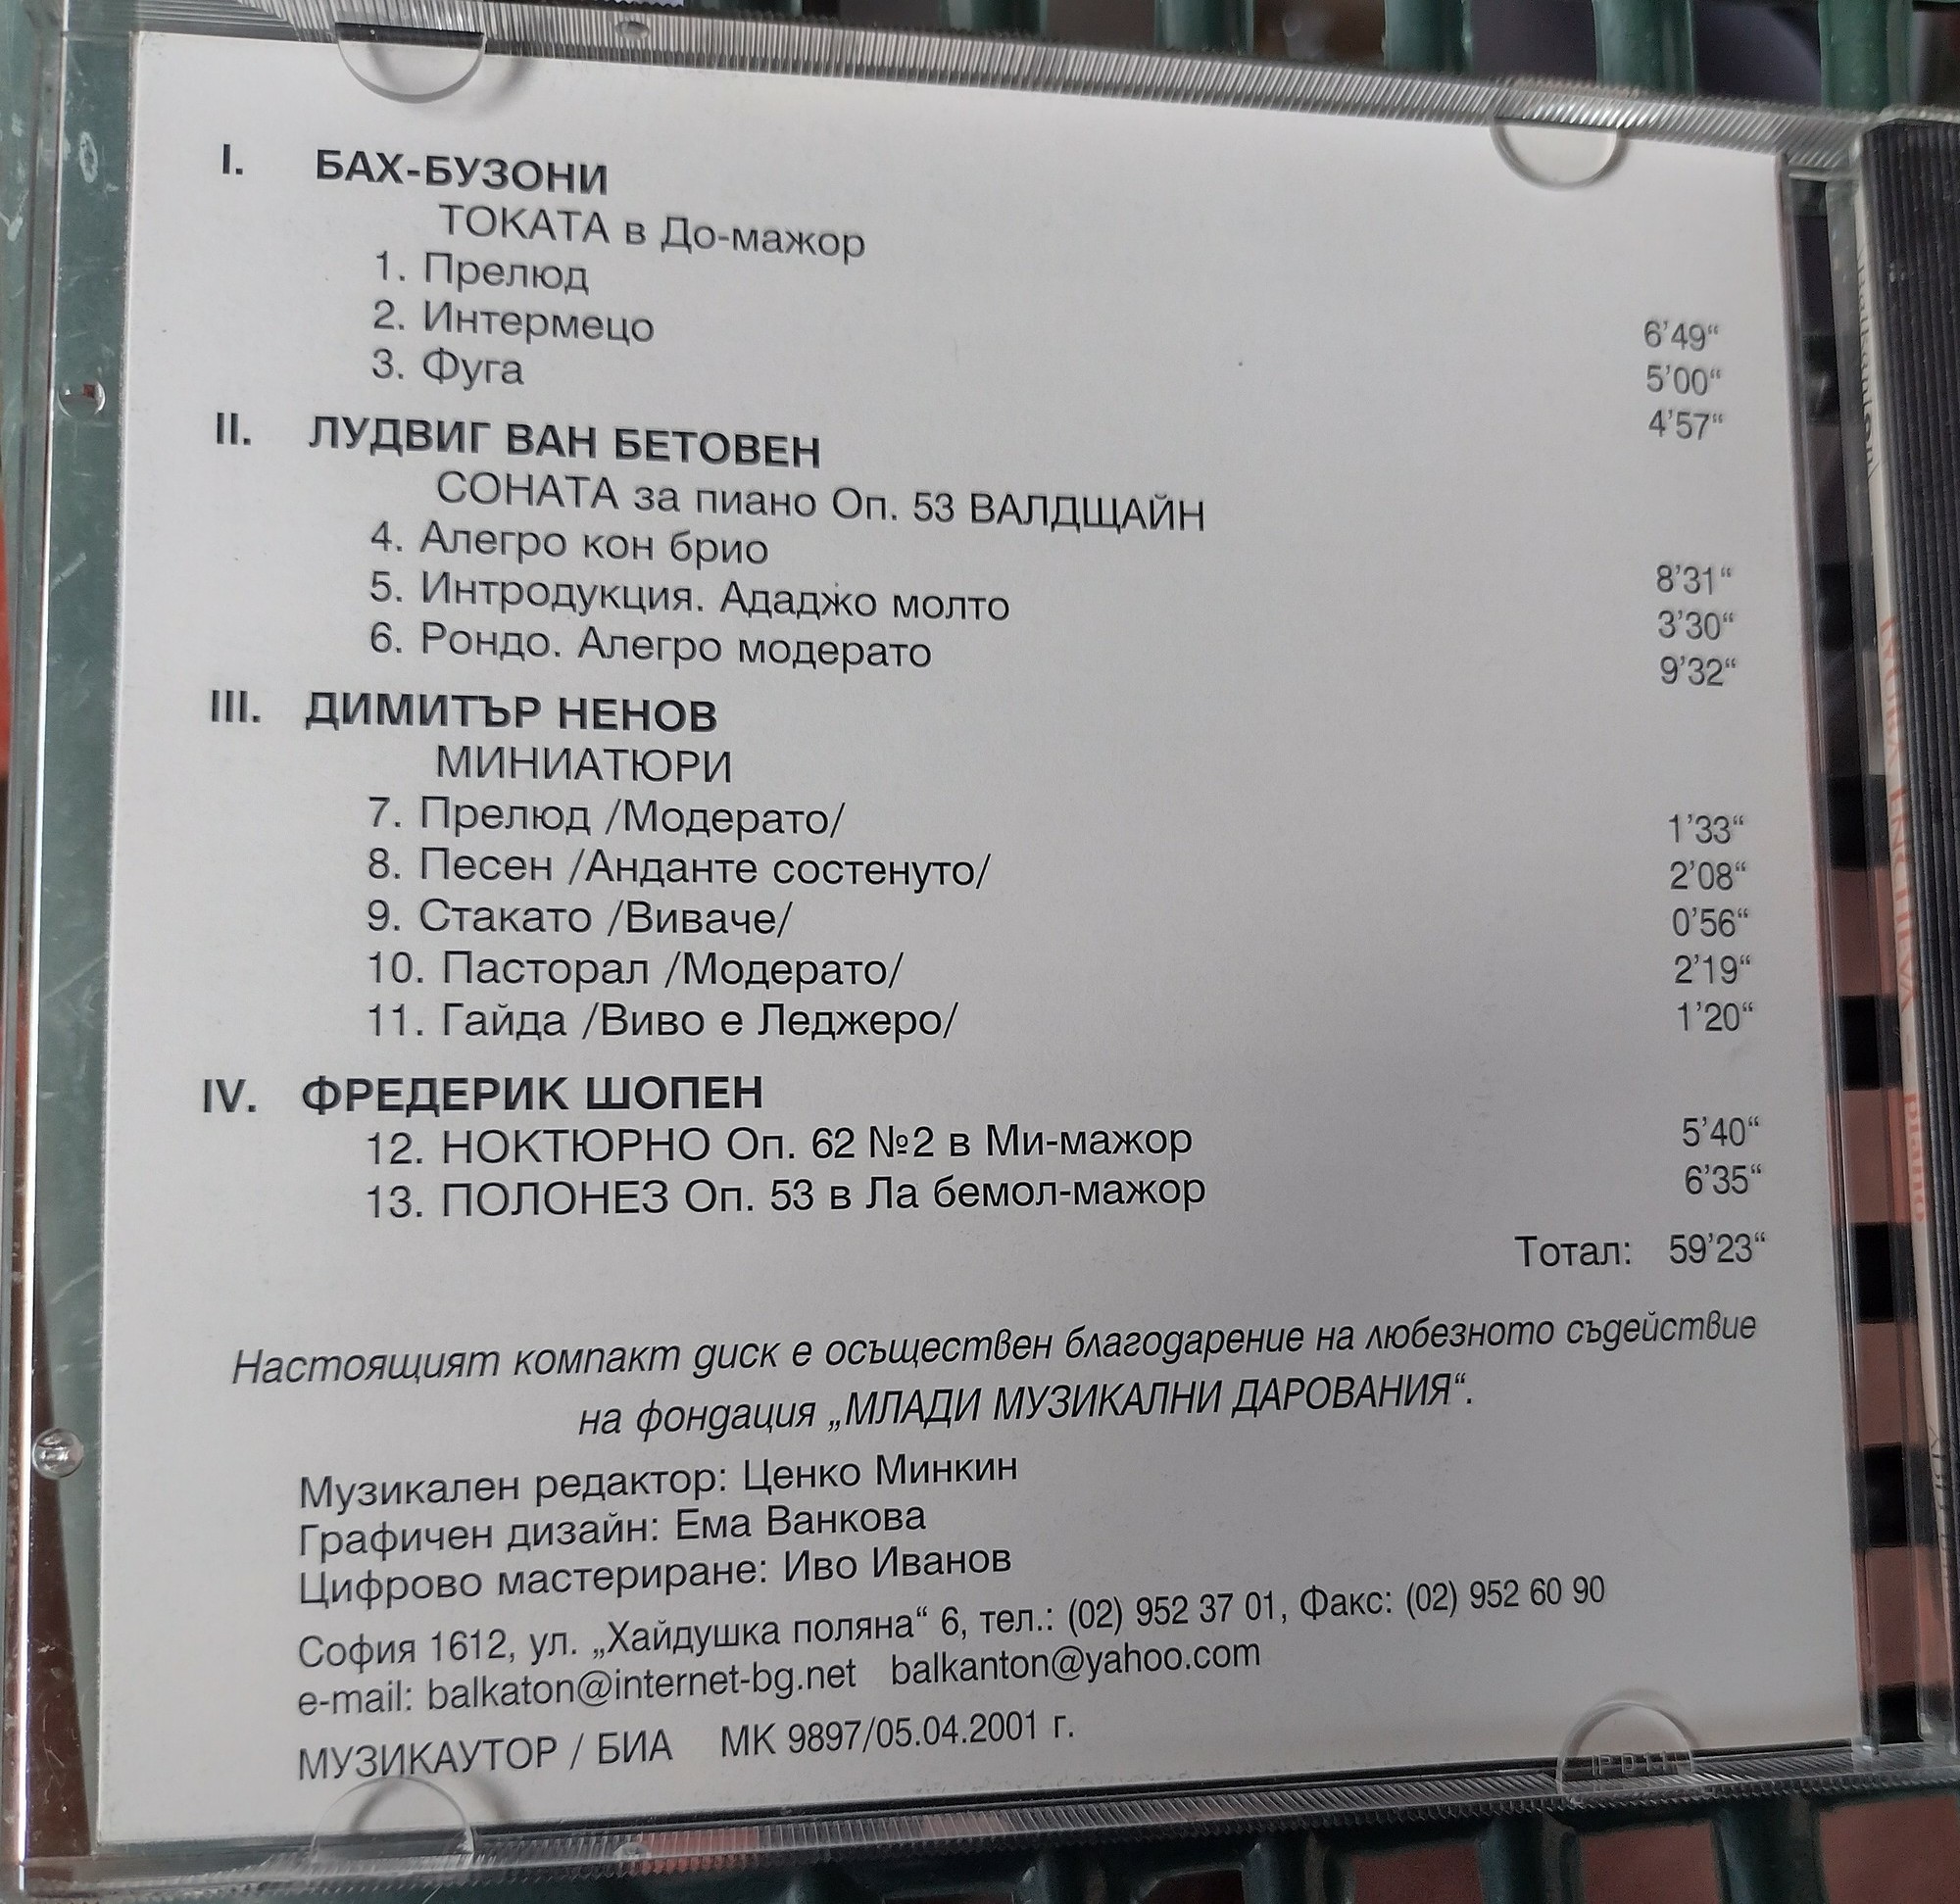 I. БАХ-БУЗОНИ
ТОКАТА в До-мажор
1. Прелюд 6’49“
2. Интермецо 5’00“
3. Фуга 4’57“
II. ЛУДВИГ ВАН БЕТОВЕН
СОНАТА за пиано Оп. 53 ВАЛДЩАЙН
4. Алегро кон брио 8’31“
5. Интродукция. Ададжо молто 3’30“
6. Рондо. Алегро модерато 9’32“
III. ДИМИТЪР НЕНОВ
МИНИАТЮРИ
7. Прелюд /Модерато/ 1’33“
8. Песен /Анданте состенуто/ 2’08“
9. Стакато /Виваче/ 0’56“
10. Пасторал /Модерато/ 2’19“
11. Гайда /Виво е Леджеро/ 1’20“
IV. ФРЕДЕРИК ШОПЕН
12. НОКТЮРНО Оп. 62 №2 в Ми-мажор 5’40“
13. ПОЛОНЕЗ Оп. 53 в Ла бемол-мажор 6’35“
Тотал: 59’23“
Настоящият компакт диск е осъществен благодарение на любезното съдействие
на фондация „МЛАДИ МУЗИКАЛНИ ДАРОВАНИЯ“.
Музикален редактор: Ценко Минкин
Графичен дизайн: Ема Ванкова
Цифрово мастериране: Иво Иванов
София 1612, ул. „Хайдушка поляна“ 6, тел.: (02) 952 37 01, Факс: (02) 952 60 90
e-mail: balkaton@internet-bg.net balkanton@yahoo.com
МУЗИКАУТОР / БИА МК 9897/05.04.2001 г.